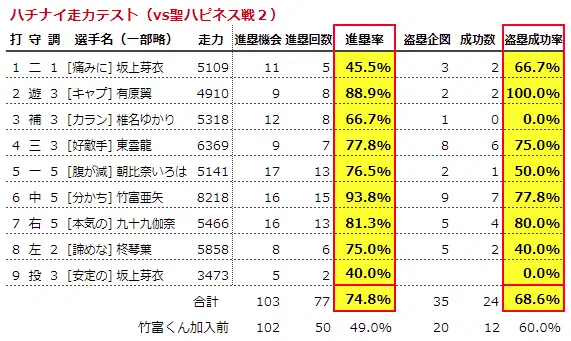 ハチナイ走力テスト（vs聖ハピネス戦２）
打 守 調 選手名（一部略） 走力 進塁機会 進塁回数 進塁率 盗塁企図 成功数 盗塁成功率
1 二 1 [痛みに] 坂上芽衣 5109 11 5 45.5% 3 2 66.7%
2 遊 3 [キャプ] 有原翼 4910 9 8 88.9% 2 2 100.0%
3 補 3 [カラン] 椎名ゆかり 5318 12 8 66.7% 1 0 0.0%
4 三 3 [好敵手] 東雲龍 6369 9 7 77.8% 8 6 75.0%
5 一 5 [腹が減] 朝比奈いろは 5141 17 13 76.5% 2 1 50.0%
6 中 5 [分かち] 竹富亜矢 8218 16 15 93.8% 9 7 77.8%
7 右 5 [本気の] 九十九伽奈 5466 16 13 81.3% 5 4 80.0%
8 左 2 [諦めな] 柊琴葉 5858 8 6 75.0% 5 2 40.0%
9 投 3 [安定の] 坂上芽衣 3473 5 2 40.0% 0.0%
合計 103 77 74.8% 35 24 68.6%
竹富くん加入前 102 50 49.0% 20 12 60.0%